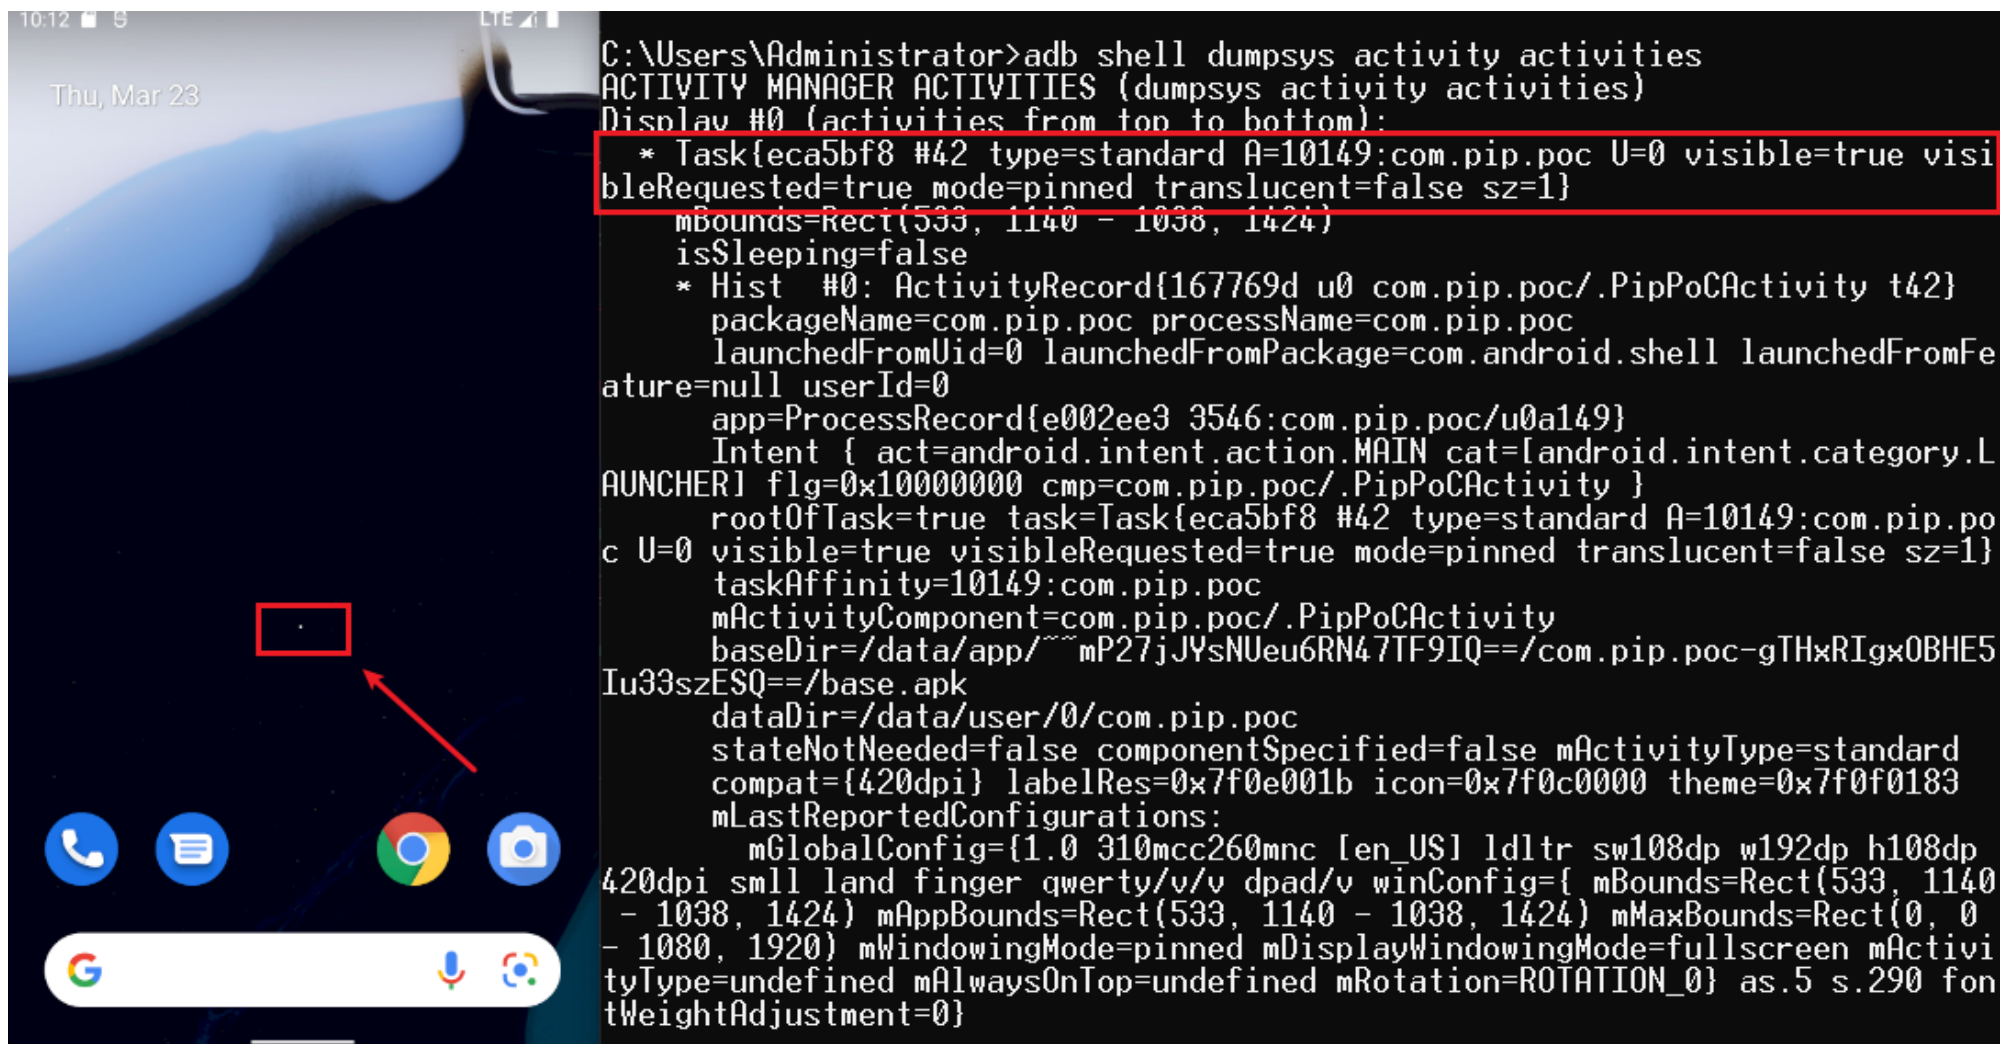 10:12
LTE
Thu, Mar 23
C:\Users\Administrator>adb shell dumpsys activity activities
ACTIVITY MANAGER ACTIVITIES (dumpsys activity activities)
Display #0 (activities from top to bottom):
* Task{eca5bf8 #42 type=standard A=10149:com.pip.poc U=0 visible=true visi
bleRequested=true mode=pinned translucent=false sz=1}
mBounds=Rect(533, 1140 - 1038, 1424)
isSleeping=false
* Hist  #0: ActivityRecord{167769d u0 com.pip.poc/.PipPoCActivity t42}
packageName=com.pip.poc processName=com.pip.poc
launchedFromUid=0 launchedFromPackage=com.android.shell launchedFromFe
ature=null userId=0
app=ProcessRecord{e002ee3 3546:com.pip.poc/u0a149}
Intent { act=android.intent.action.MAIN cat=[android.intent.category.L
AUNCHER] flg=0x10000000 cmp=com.pip.poc/.PipPoCActivity }
rootOfTask=true task=Task{eca5bf8 #42 type=standard A=10149:com.pip.po
c U=0 visible=true visibleRequested=true mode=pinned translucent=false sz=1}
taskAffinity=10149:com.pip.poc
mActivityComponent=com.pip.poc/.PipPoCActivity
baseDir=/data/app/~~mP27jJYsNUeu6RN47TF9IQ==/com.pip.poc-gTHxRIgxOBHE5
Iu33szESQ==/base.apk
dataDir=/data/user/0/com.pip.poc
stateNotNeeded=false componentSpecified=false mActivityType=standard
compat={420dpi} labelRes=0x7f0e001b icon=0x7f0c0000 theme=0x7f0f0183
mLastReportedConfigurations:
mGlobalConfig={1.0 310mcc260mnc [en_US] ldltr sw108dp w192dp h108dp
420dpi smll land finger qwerty/v/v dpad/v winConfig={ mBounds=Rect(533, 1140
- 1038, 1424) mAppBounds=Rect(533, 1140 - 1038, 1424) mMaxBounds=Rect(0, 0
- 1080, 1920) mWindowingMode=pinned mDisplayWindowingMode=fullscreen mActivi
tyType=undefined mAlwaysOnTop=undefined mRotation=ROTATION_0} as.5 s.290 fon
tWeightAdjustment=0}